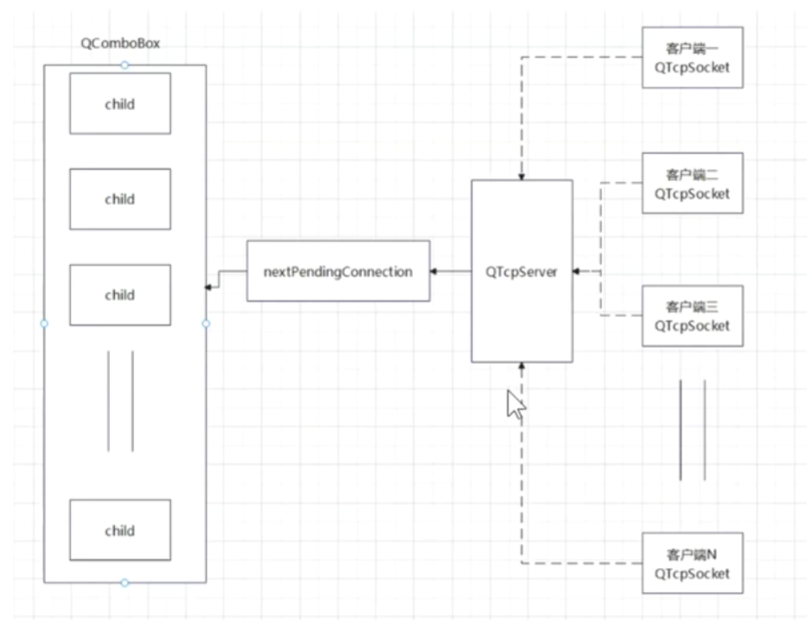 QComboBox
child
child
child
child
nextPendingConnection
QTcpServer
客户端一
QTcpSocket
客户端二
QTcpSocket
客户端三
QTcpSocket
客户端N
QTcpSocket